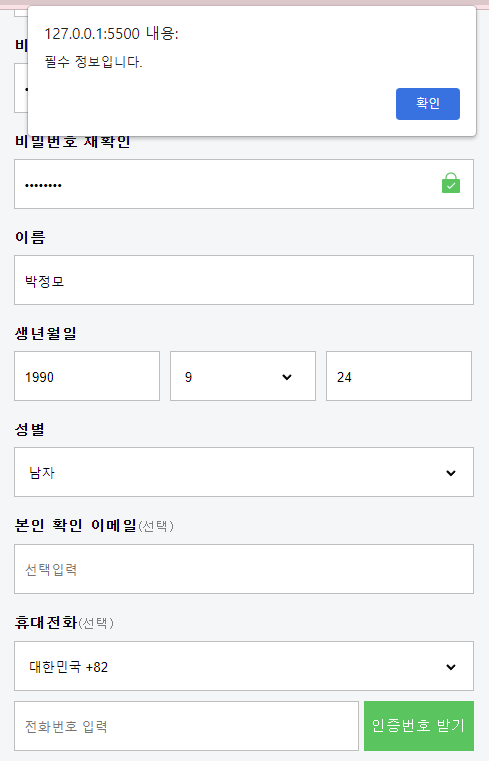 127.0.0.1:5500 내용:
필수 정보입니다.
확인
비밀번호 재확인
••••••••
이름
박정모
생년월일
1990 9 24
성별
남자
본인 확인 이메일(선택)
선택입력
휴대전화(선택)
대한민국 +82
전화번호 입력 인증번호 받기